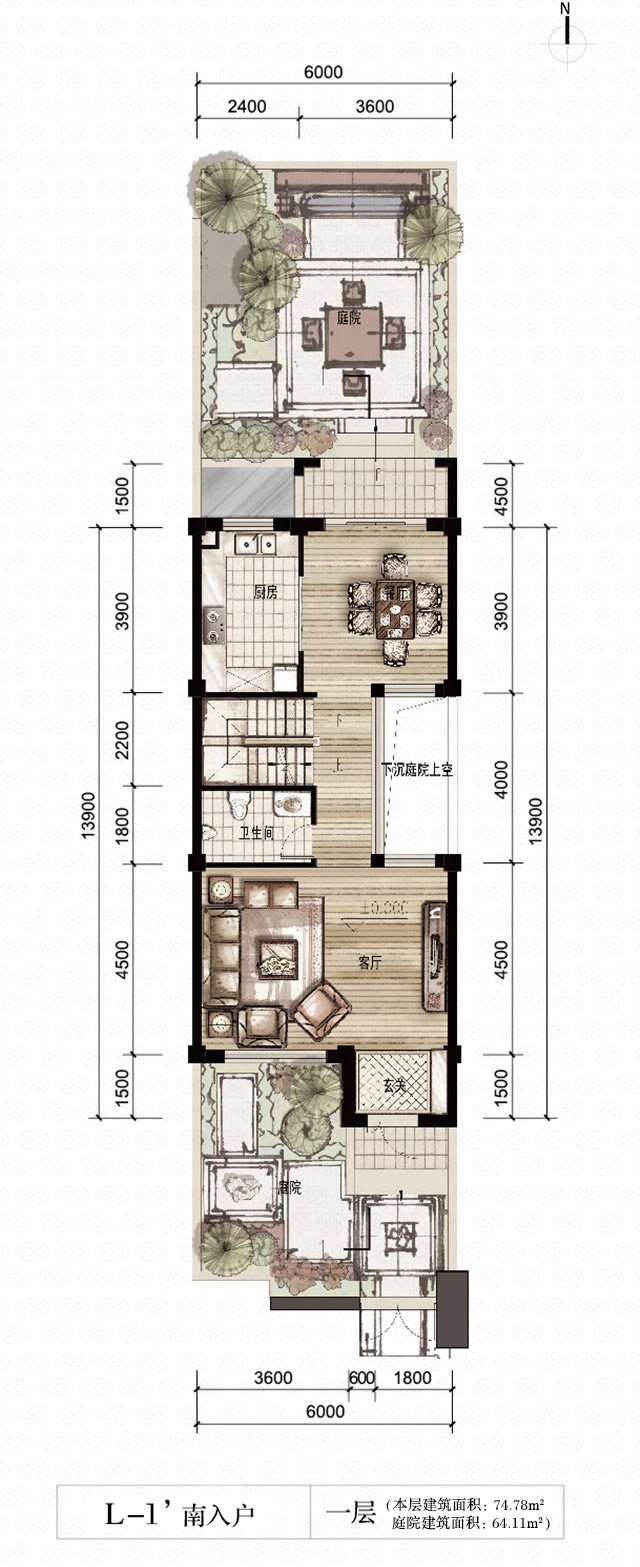 N
6000
2400 3600
庭院
1500
4500
厨房
餐厅
3900
3900
2200
下
上
下沉庭院上空
4000
13900
13900
1800
卫生间
±0.000
4500
客厅
4500
1500
玄关
1500
庭院
3600 600 1800
6000
L-1’ 南入户
一层 (本层建筑面积: 74.78m²
庭院建筑面积: 64.11m²)